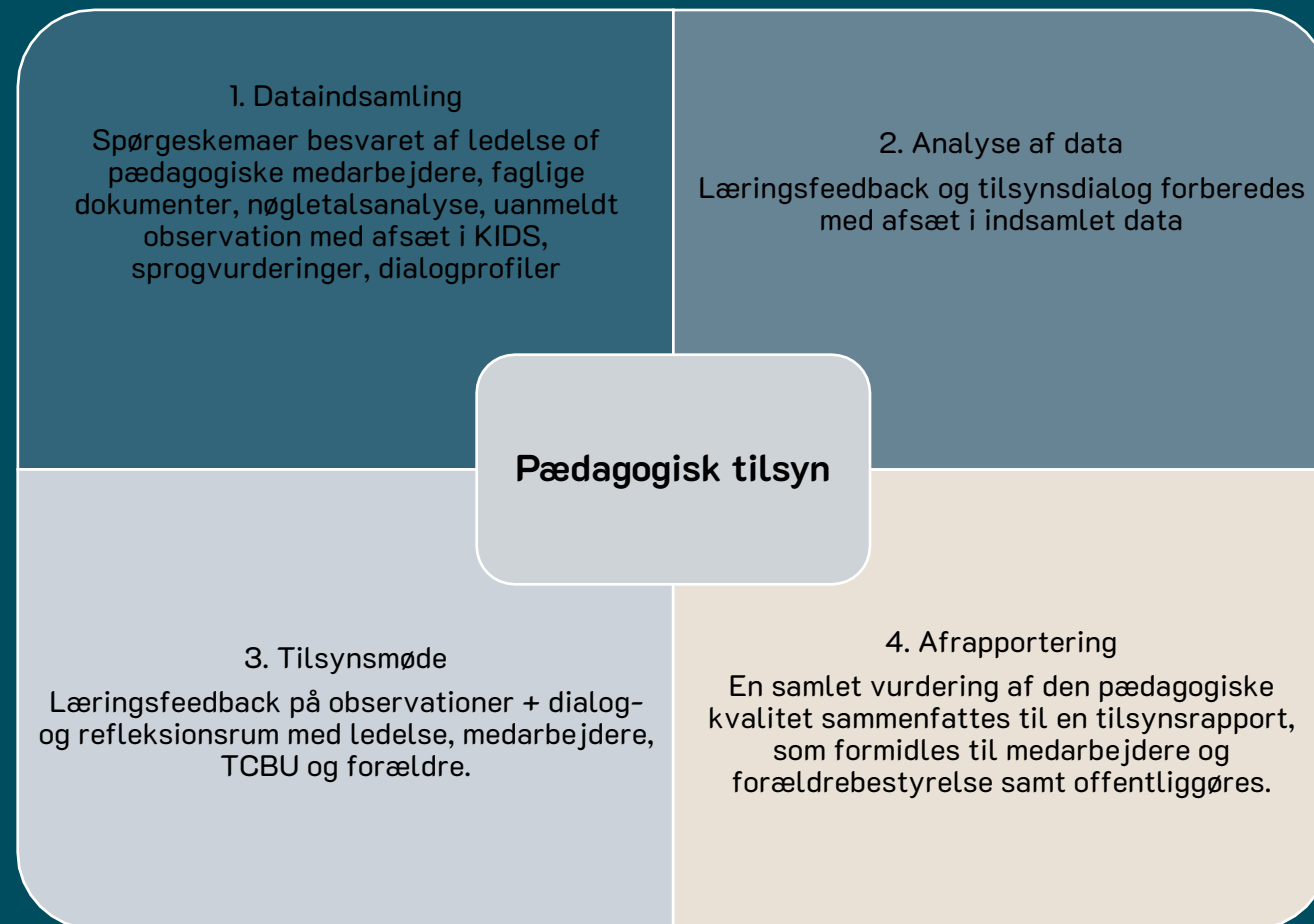 1. Dataindsamling
Spørgeskemaer besvaret af ledelse of
pædagogiske medarbejdere, faglige
dokumenter, nøgletalsanalyse, uanmeldt
observation med afsæt i KIDS,
sprogvurderinger, dialogprofiler
2. Analyse af data
Læringsfeedback og tilsynsdialog forberedes
med afsæt i indsamlet data
Pædagogisk tilsyn
3. Tilsynsmøde
Læringsfeedback på observationer + dialog-
og refleksionsrum med ledelse, medarbejdere,
TCBU og forældre.
4. Afrapportering
En samlet vurdering af den pædagogiske
kvalitet sammenfattes til en tilsynsrapport,
som formidles til medarbejdere og
forældrebestyrelse samt offentliggøres.